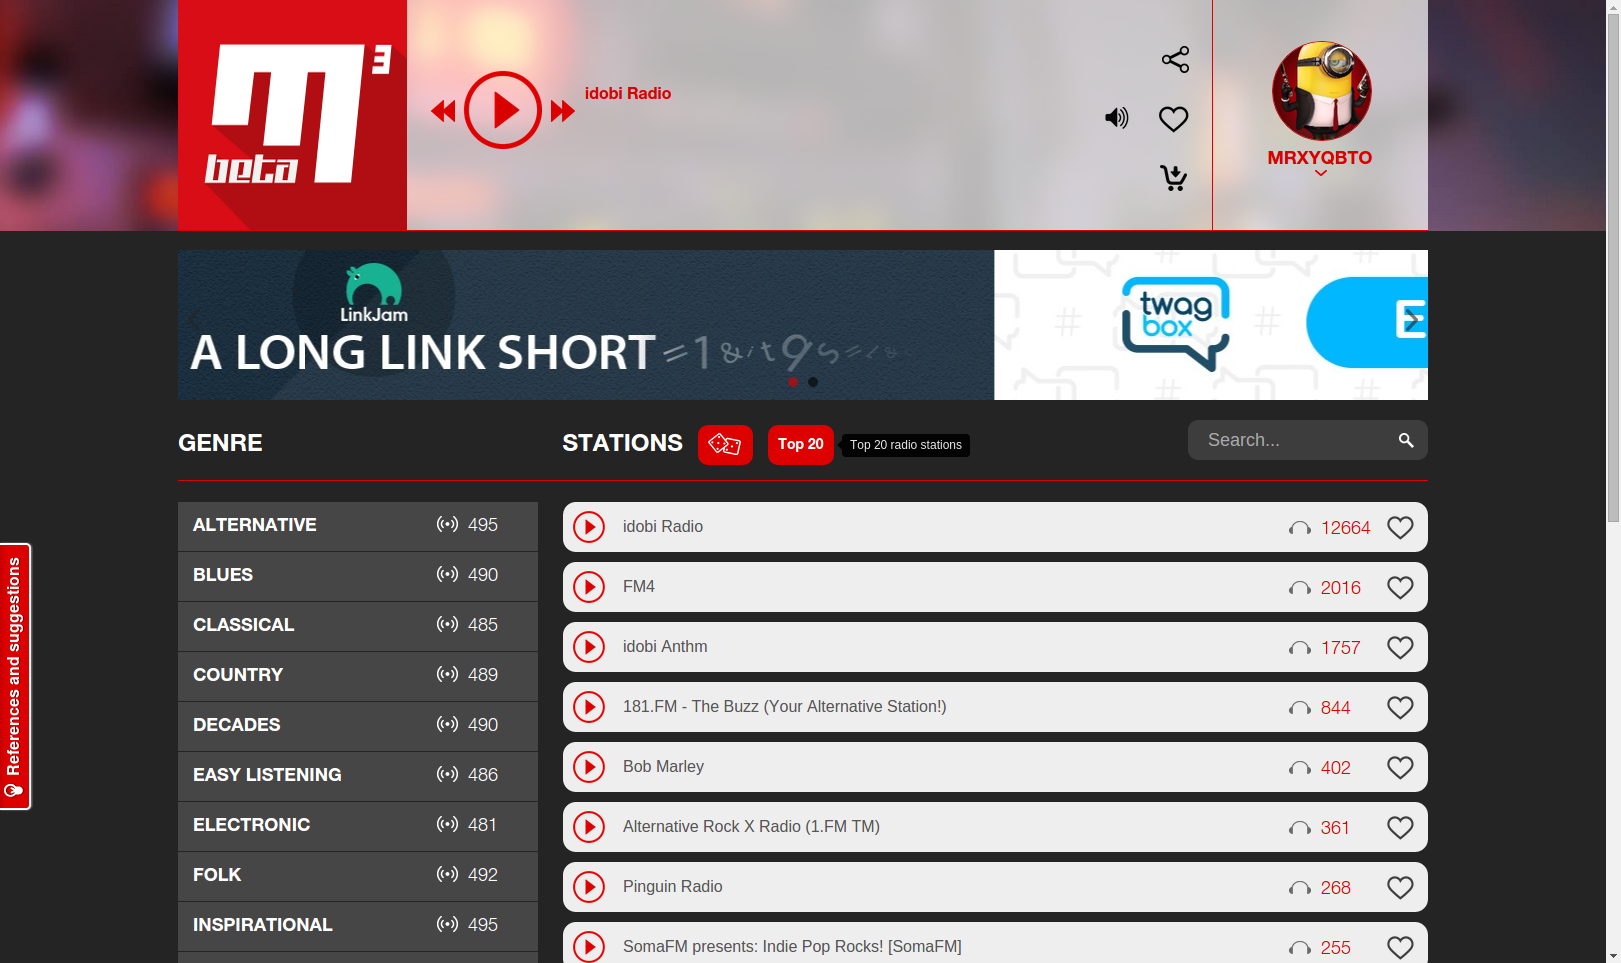 m3
beta
idobi Radio
MRXYQBTO
LinkJam
A LONG LINK SHORT
twag
box
GENRE
STATIONS
Top 20
Top 20 radio stations
Search...
ALTERNATIVE 495
BLUES 490
CLASSICAL 485
COUNTRY 489
DECADES 490
EASY LISTENING 486
ELECTRONIC 481
FOLK 492
INSPIRATIONAL 495
idobi Radio 12664
FM4 2016
idobi Anthm 1757
181.FM - The Buzz (Your Alternative Station!) 844
Bob Marley 402
Alternative Rock X Radio (1.FM TM) 361
Pinguin Radio 268
SomaFM presents: Indie Pop Rocks! [SomaFM] 255
References and suggestions